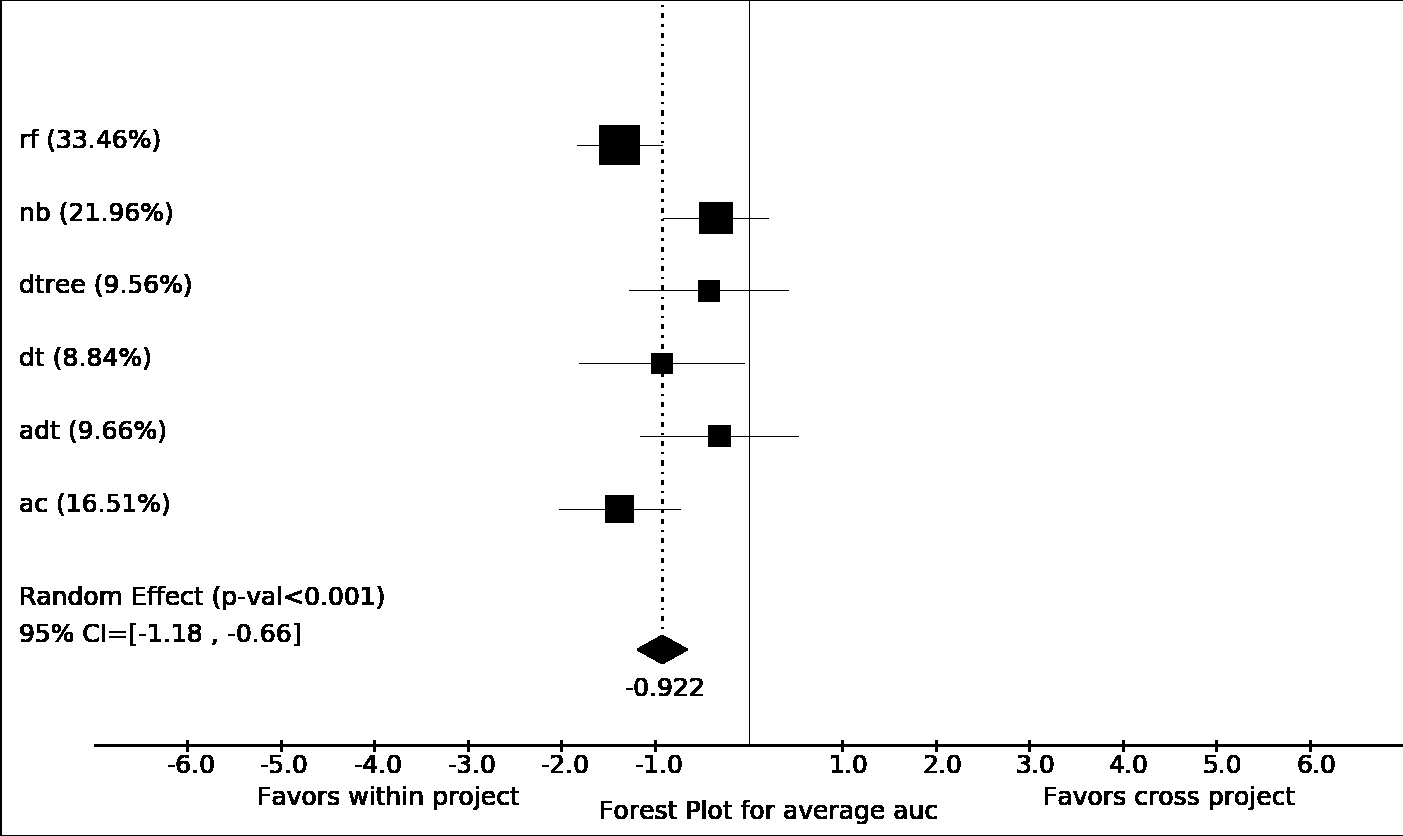 rf (33.46%)
nb (21.96%)
dtree (9.56%)
dt (8.84%)
adt (9.66%)
ac (16.51%)
Random Effect (p-val<0.001)
95% CI=[-1.18 , -0.66]
-0.922
-6.0 -5.0 -4.0 -3.0 -2.0 -1.0 1.0 2.0 3.0 4.0 5.0 6.0
Favors within project Favors cross project
Forest Plot for average auc